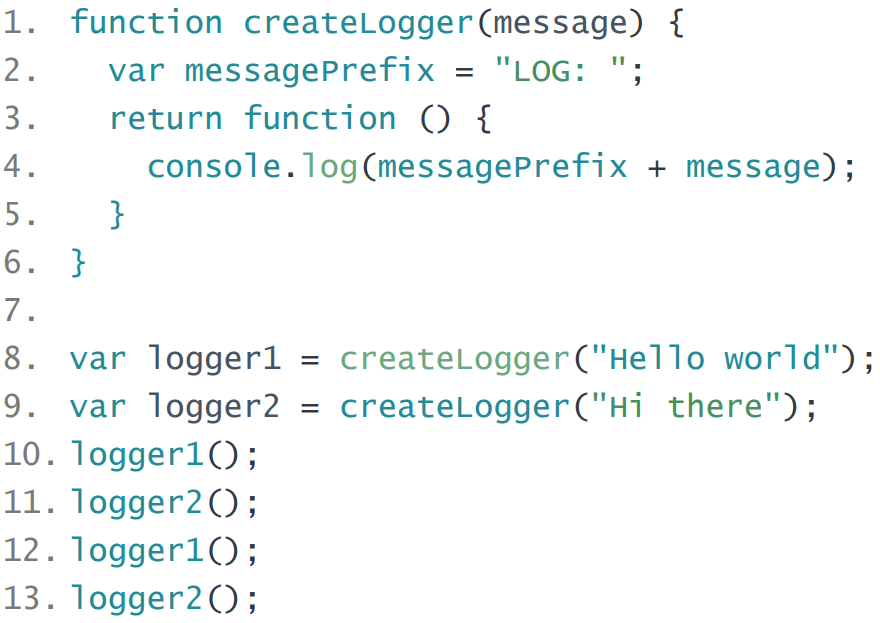 1. function createLogger(message) {
2.   var messagePrefix = "LOG: ";
3.   return function () {
4.     console.log(messagePrefix + message);
5.   }
6. }
7.
8. var logger1 = createLogger("Hello world");
9. var logger2 = createLogger("Hi there");
10. logger1();
11. logger2();
12. logger1();
13. logger2();